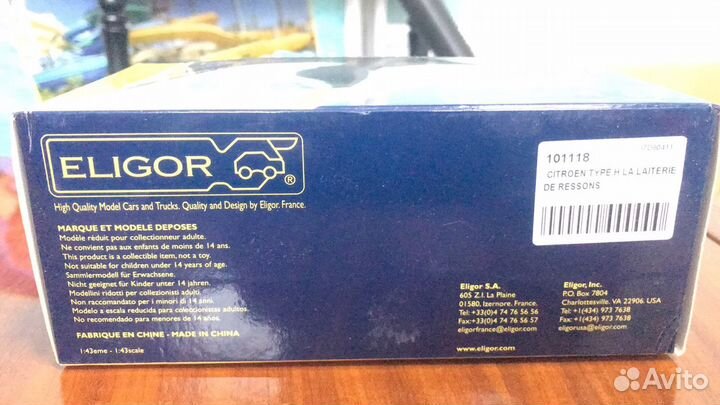 ELIGOR
®
High Quality Model Cars and Trucks. Quality and Design by Eligor. France.
MARQUE ET MODELE DEPOSES
Modèle réduit pour collectionneur adulte.
Ne convient pas aux enfants de moins de 14 ans.
This product is a collectible item, not a toy.
Not suitable for children under 14 years of age.
Sammlermodell für Erwachsene.
Nicht geeignet für Kinder unter 14 jahren.
Modellini ridotti per collezionisti adulti.
Non raccomandato per i minori di 14 anni.
Modelo a escala reducida para coleccionistas adultos.
No recomendado para menores de 14 años.
FABRIQUE EN CHINE - MADE IN CHINA
1:43eme - 1:43scale
101118
CITROEN TYPE H LA LAITERIE
DE RESSONS
Eligor S.A.
605 Z.I. La Plaine
01580, Izernore. France.
Tel: +33(0)4 74 76 56 56
Fax: +33(0)4 74 76 56 57
eligorfrance@eligor.com
www.eligor.com
Eligor, Inc.
P.O. Box 7804
Charlottesville, VA 22906. USA
Tel: +1(434) 973 7638
Fax: +1(434) 973 7638
eligorusa@eligor.com
Avito